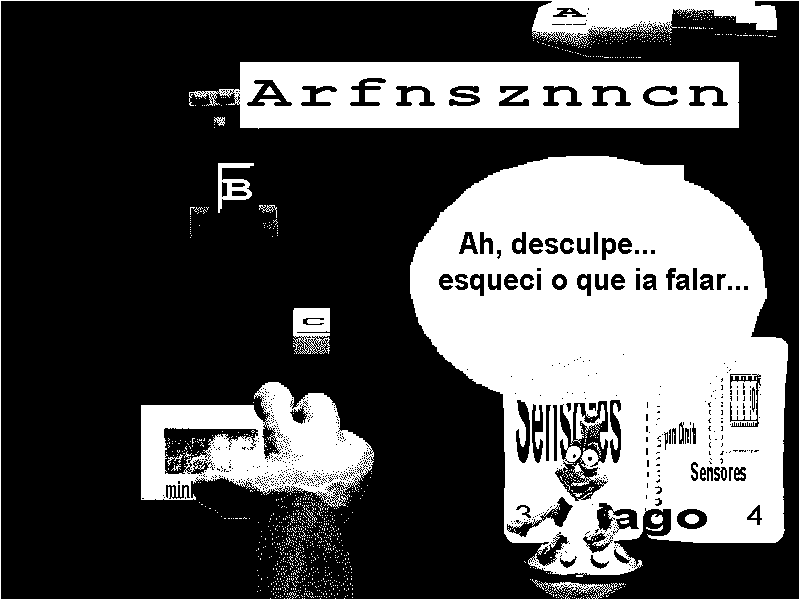 A
Arfnsznncn
B
Ah, desculpe...
esqueci o que ia falar...
C
Sensores
Sensores
3
ago 4